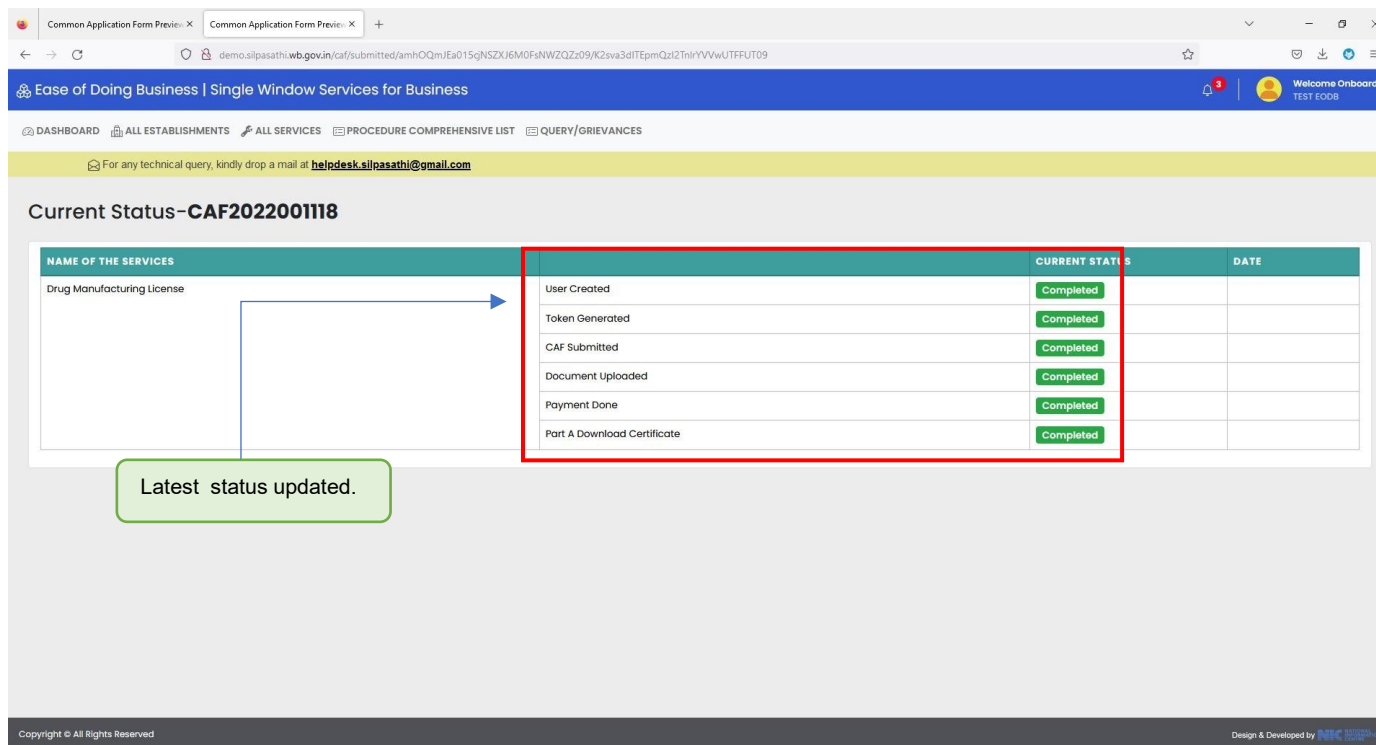 Common Application Form Preview
Common Application Form Preview
demo.silpasathi.wb.gov.in/caf/submitted/
Ease of Doing Business | Single Window Services for Business
3
Welcome Onboard
TEST EODB
DASHBOARD ALL ESTABLISHMENTS ALL SERVICES PROCEDURE COMPREHENSIVE LIST QUERY/GRIEVANCES
For any technical query, kindly drop a mail at helpdesk.silpasathi@gmail.com
Current Status-CAF2022001118
NAME OF THE SERVICES CURRENT STATUS DATE
Drug Manufacturing License User Created Completed
Token Generated Completed
CAF Submitted Completed
Document Uploaded Completed
Payment Done Completed
Part A Download Certificate Completed
Latest status updated.
Copyright © All Rights Reserved
Design & Developed by NIC